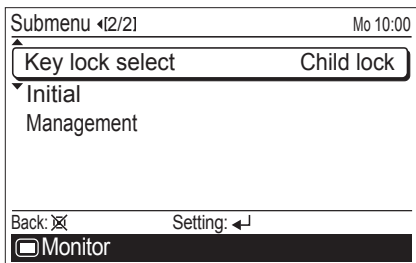 Submenu ◂[2/2] Mo 10:00
Key lock select Child lock
Initial
Management
Back: Setting:
Monitor